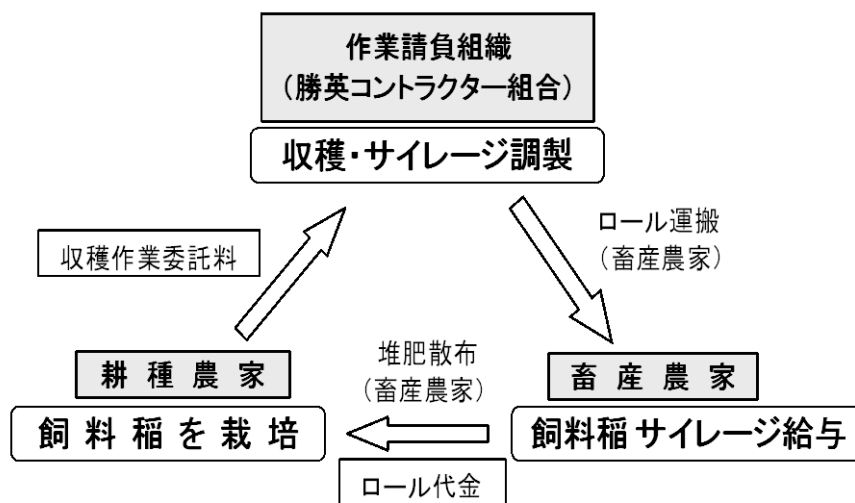 作業請負組織
（勝英コントラクター組合）
収穫・サイレージ調製
収穫作業委託料
ロール運搬
（畜産農家）
耕種農家
飼料稲を栽培
堆肥散布
（畜産農家）
ロール代金
畜産農家
飼料稲サイレージ給与